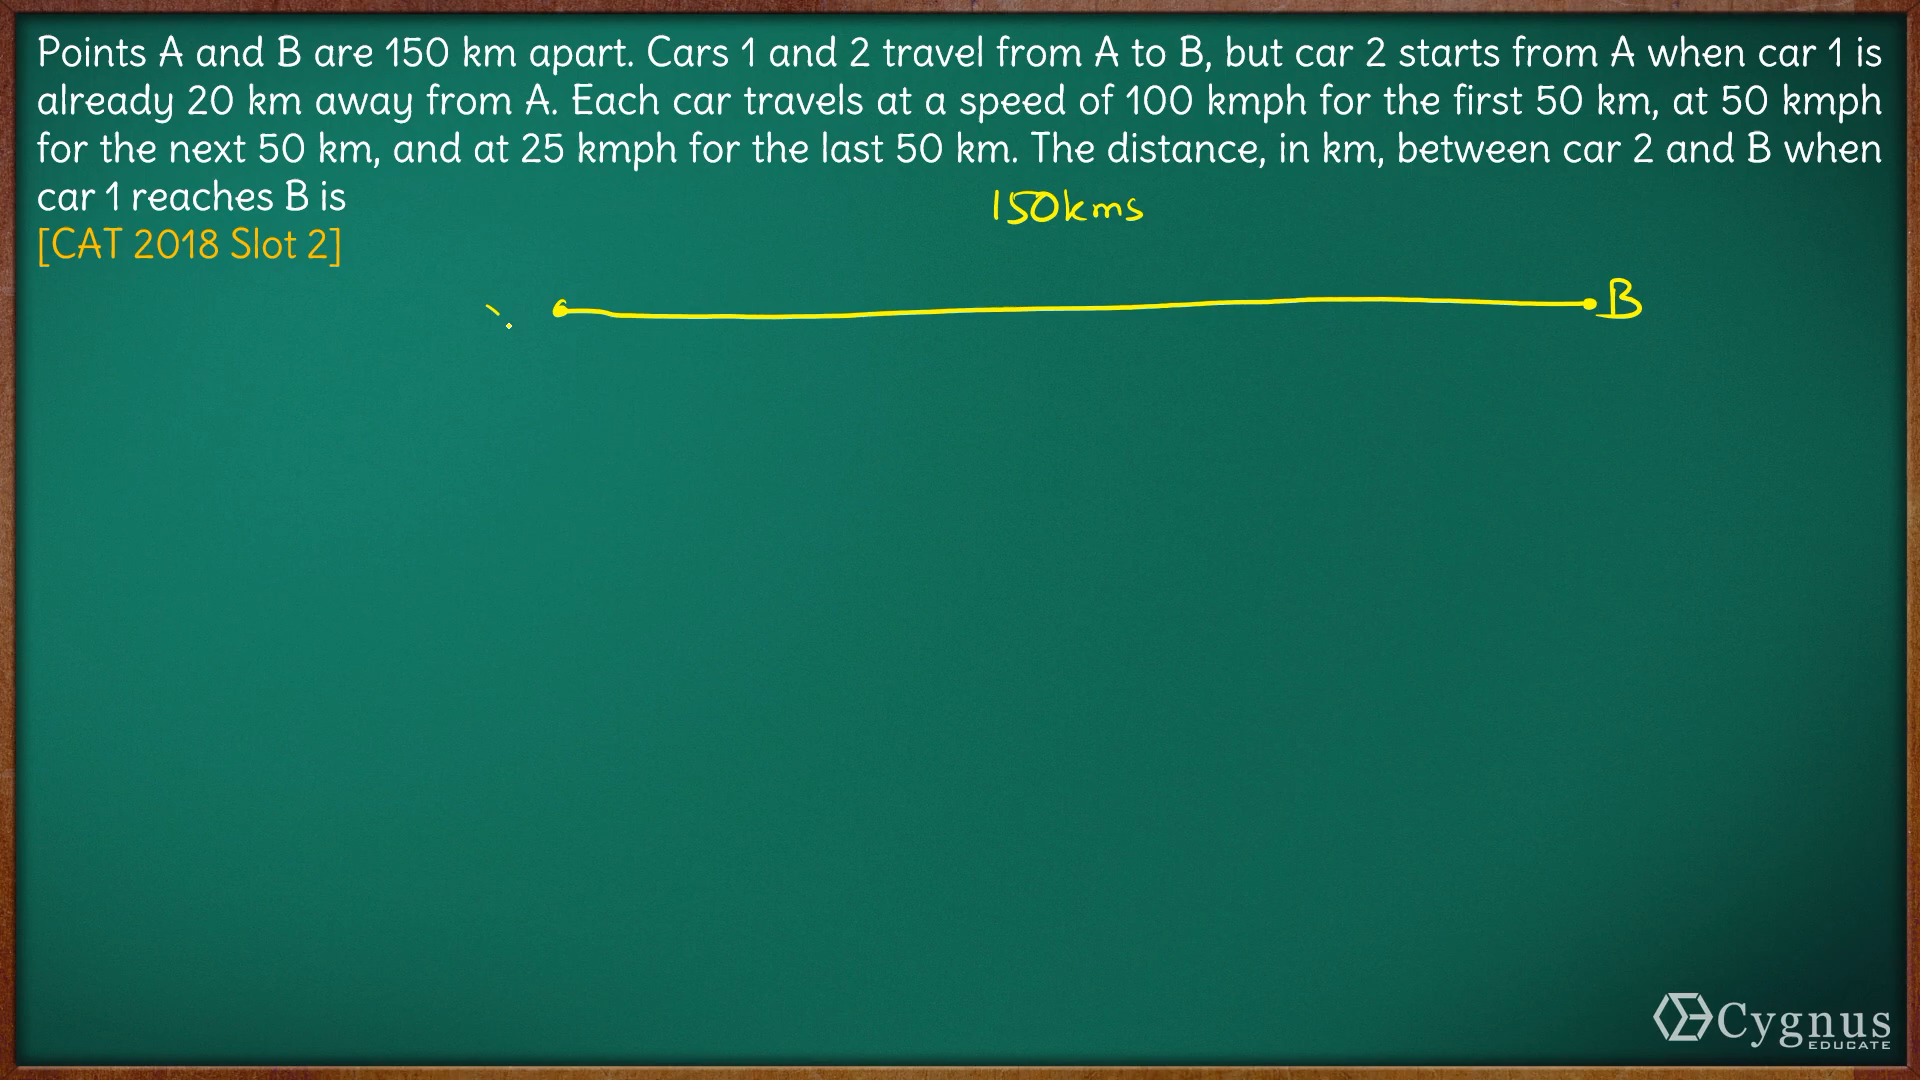 Points A and B are 150 km apart. Cars 1 and 2 travel from A to B, but car 2 starts from A when car 1 is
already 20 km away from A. Each car travels at a speed of 100 kmph for the first 50 km, at 50 kmph
for the next 50 km, and at 25 kmph for the last 50 km. The distance, in km, between car 2 and B when
car 1 reaches B is
150kms
[CAT 2018 Slot 2]
B
Cygnus
EDUCATE